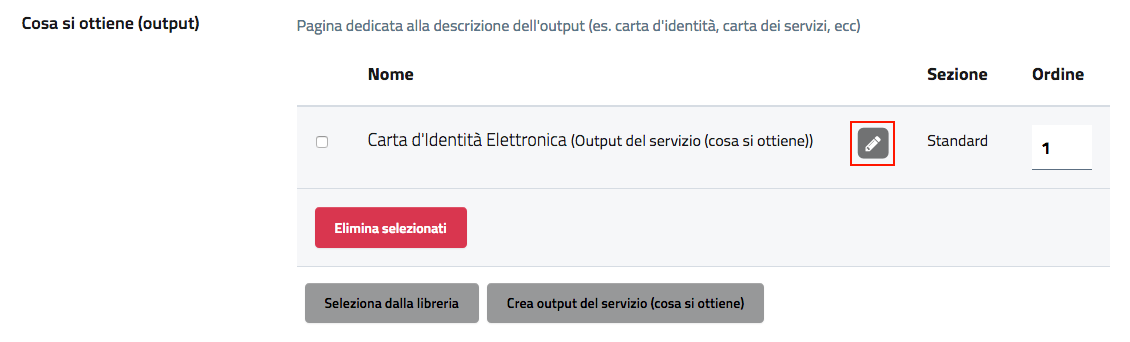 Cosa si ottiene (output)
Pagina dedicata alla descrizione dell'output (es. carta d'identità, carta dei servizi, ecc)
Nome Sezione Ordine
Carta d'Identità Elettronica (Output del servizio (cosa si ottiene)) Standard 1
Elimina selezionati
Seleziona dalla libreria Crea output del servizio (cosa si ottiene)